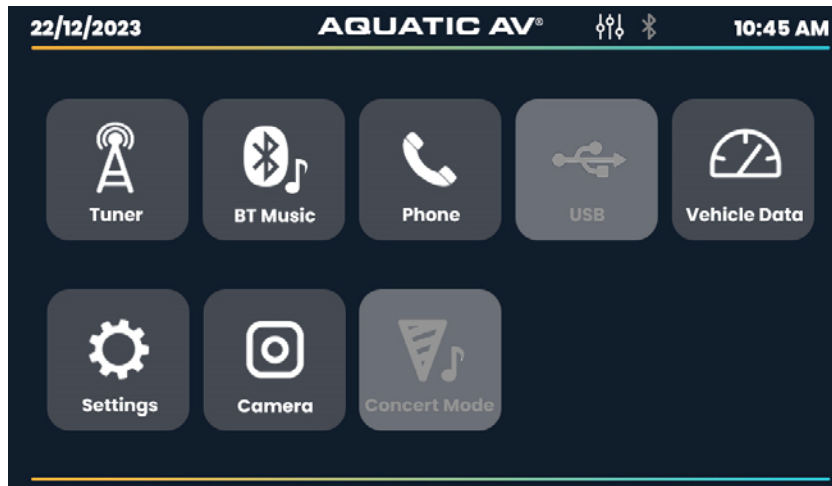 22/12/2023 AQUATIC AV® 10:45 AM
Tuner BT Music Phone USB Vehicle Data
Settings Camera Concert Mode